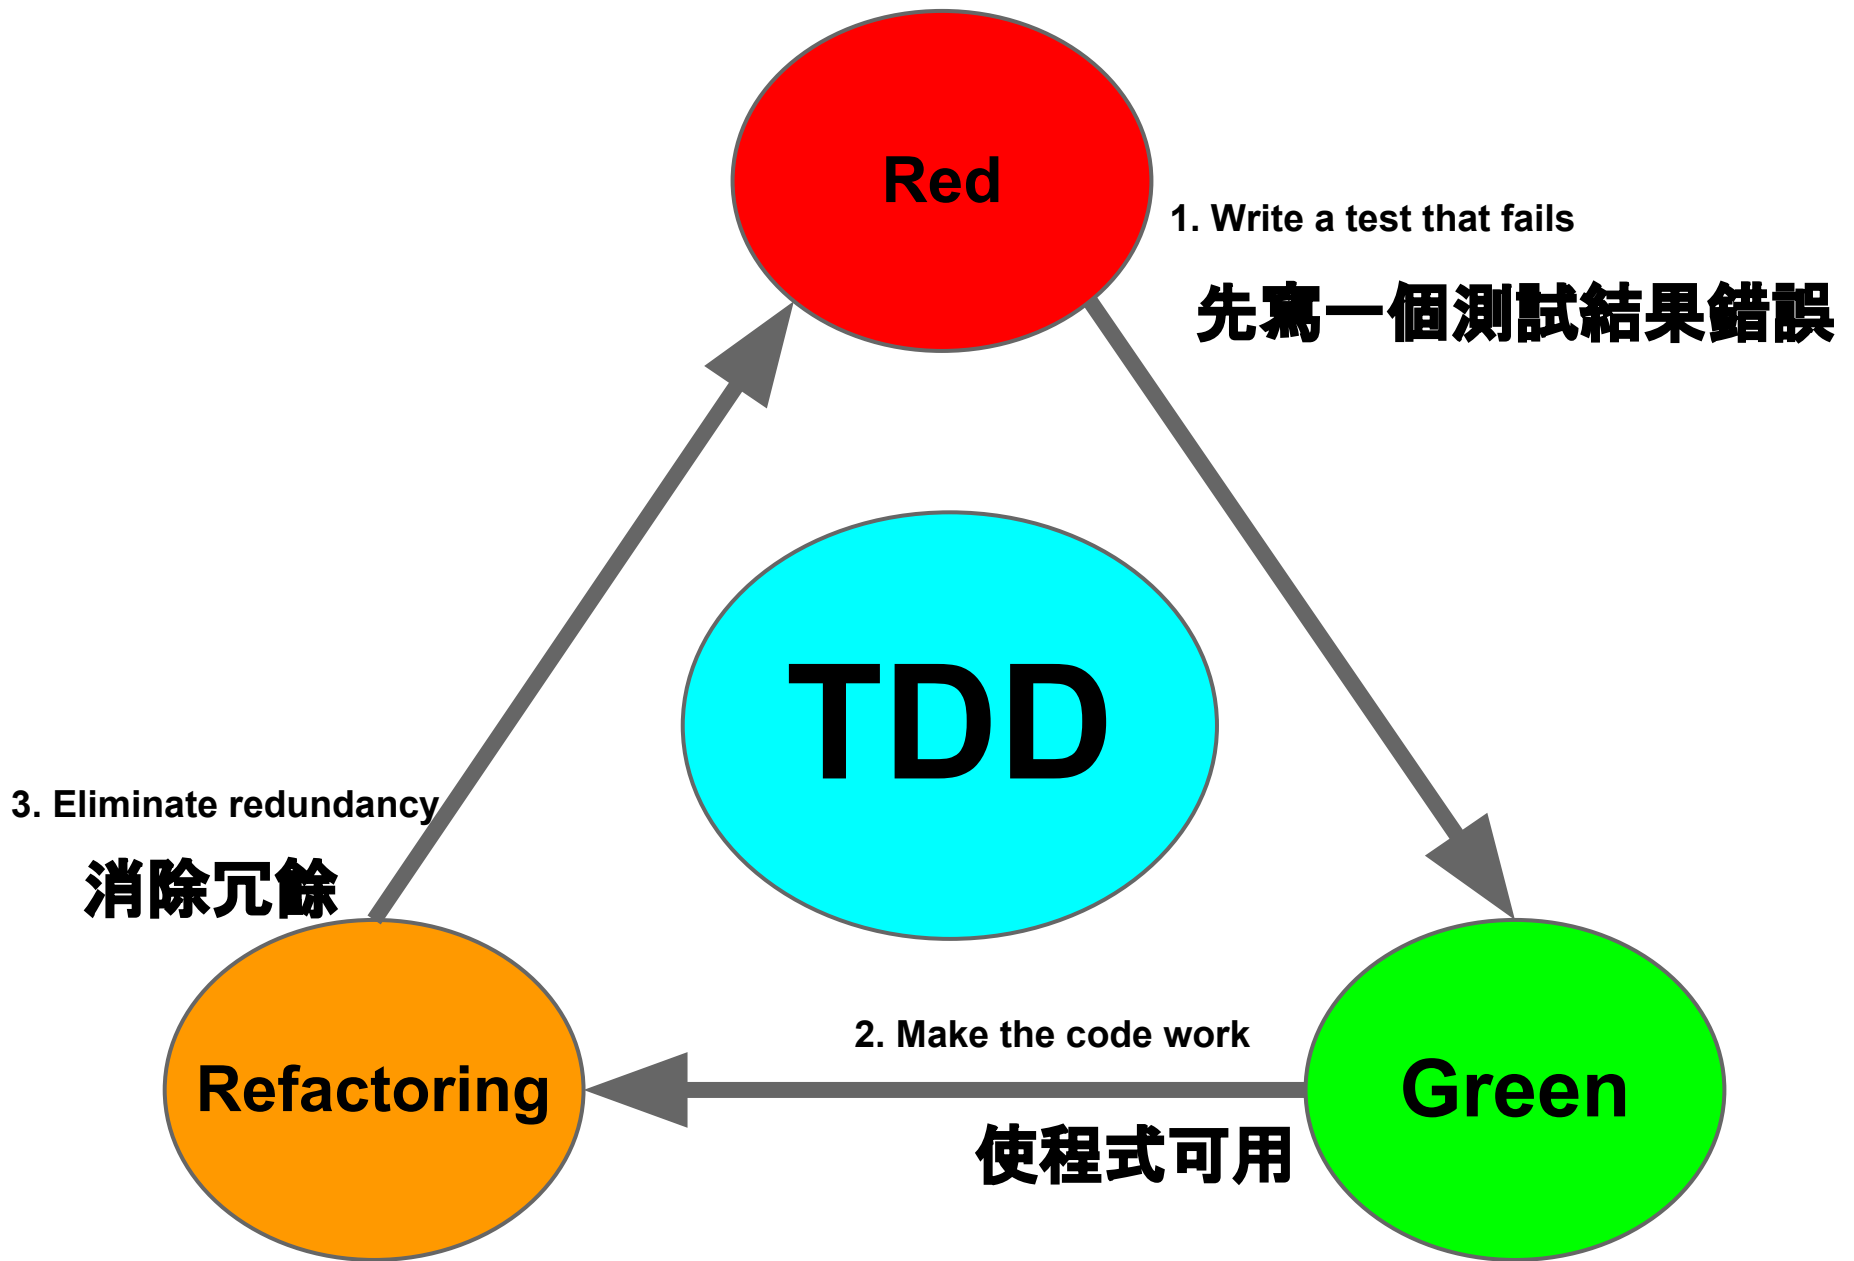 Red
1. Write a test that fails
先寫一個測試結果錯誤
TDD
3. Eliminate redundancy
消除冗餘
2. Make the code work
Refactoring
Green
使程式可用